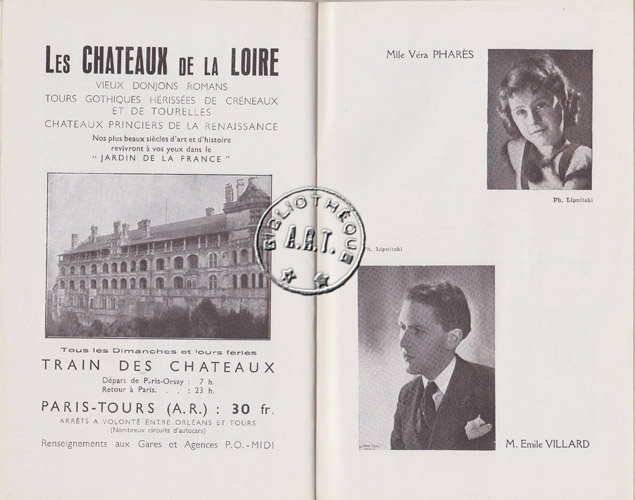 LES CHATEAUX DE LA LOIRE
VIEUX DONJONS ROMANS
TOURS GOTHIQUES HÉRISSÉES DE CRÉNEAUX
ET DE TOURELLES
CHATEAUX PRINCIERS DE LA RENAISSANCE
Nos plus beaux siècles d'art et d'histoire
revivront à vos yeux dans le
" JARDIN DE LA FRANCE "
Tous les Dimanches et jours fériés
TRAIN DES CHATEAUX
Départ de Paris-Orsay : 7 h.
Retour à Paris. . . : 23 h.
PARIS-TOURS (A.R.) : 30 fr.
ARRÊTS A VOLONTÉ ENTRE ORLÉANS ET TOURS
(Nombreux circuits d'autocars)
Renseignements aux Gares et Agences P.O.-MIDI
BIBLIOTHÈQUE
A.R.T.
Mlle Véra PHARÈS
Ph. Lipnitski
Ph. Lipnitzki
M. Emile VILLARD